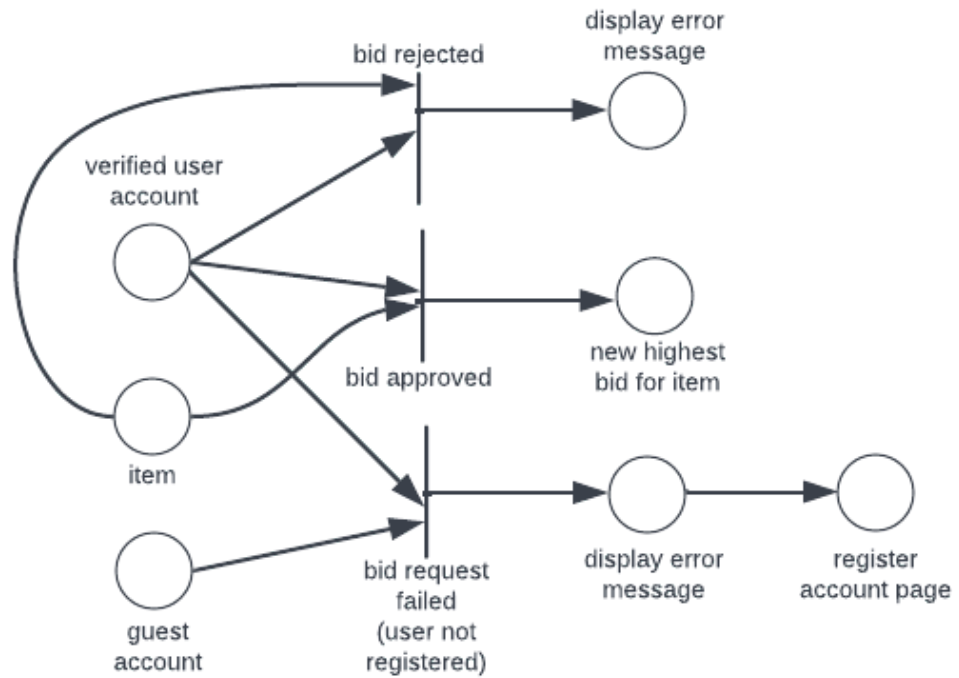 display error
message
bid rejected
verified user
account
new highest
bid for item
bid approved
item
bid request
failed
(user not
registered)
display error
message
register
account page
guest
account